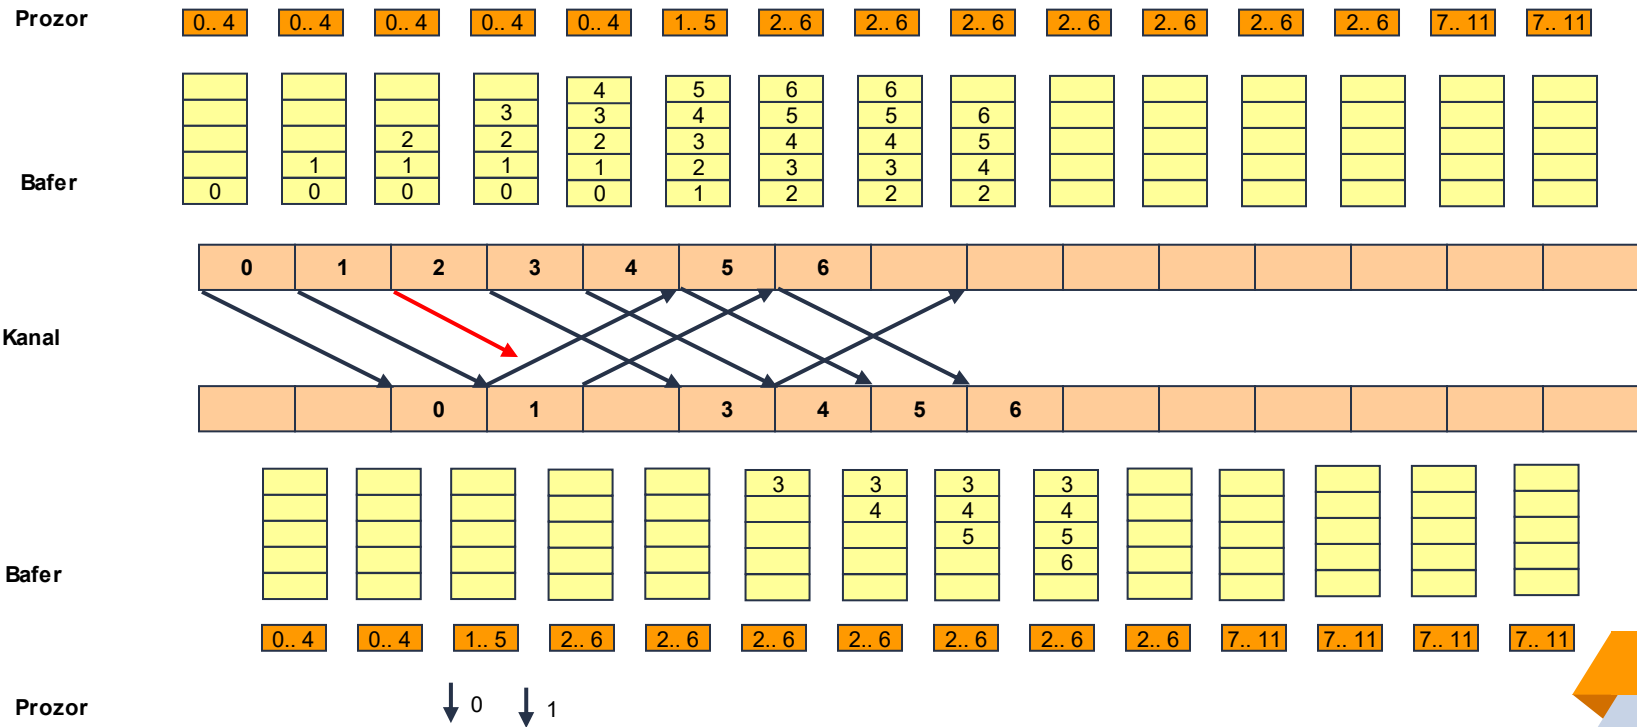 Prozor 0.. 4 0.. 4 0.. 4 0.. 4 0.. 4 1.. 5 2.. 6 2.. 6 2.. 6 2.. 6 2.. 6 2.. 6 2.. 6 7.. 11 7.. 11
4 5 6 6
3 3 4 5 5 6
2 2 2 3 4 4 5
1 1 1 1 2 3 3 4
Bafer 0 0 0 0 0 1 2 2 2
0 1 2 3 4 5 6
Kanal
0 1 3 4 5 6
3 3 3 3
4 4 4
5 5
6
Bafer
0.. 4 0.. 4 1.. 5 2.. 6 2.. 6 2.. 6 2.. 6 2.. 6 2.. 6 2.. 6 7.. 11 7.. 11 7.. 11 7.. 11
Prozor 0 1